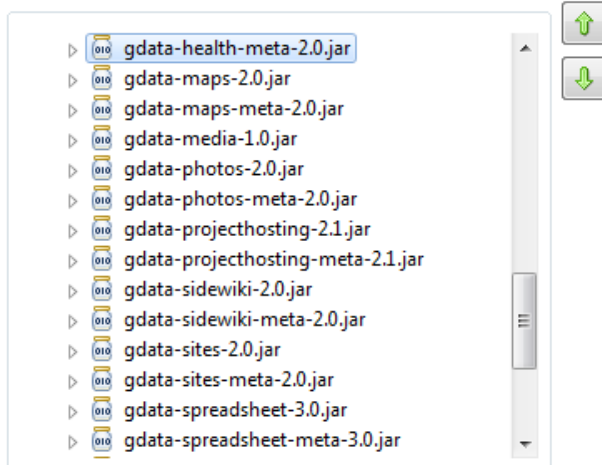 gdata-health-meta-2.0.jar
gdata-maps-2.0.jar
gdata-maps-meta-2.0.jar
gdata-media-1.0.jar
gdata-photos-2.0.jar
gdata-photos-meta-2.0.jar
gdata-projecthosting-2.1.jar
gdata-projecthosting-meta-2.1.jar
gdata-sidewiki-2.0.jar
gdata-sidewiki-meta-2.0.jar
gdata-sites-2.0.jar
gdata-sites-meta-2.0.jar
gdata-spreadsheet-3.0.jar
gdata-spreadsheet-meta-3.0.jar